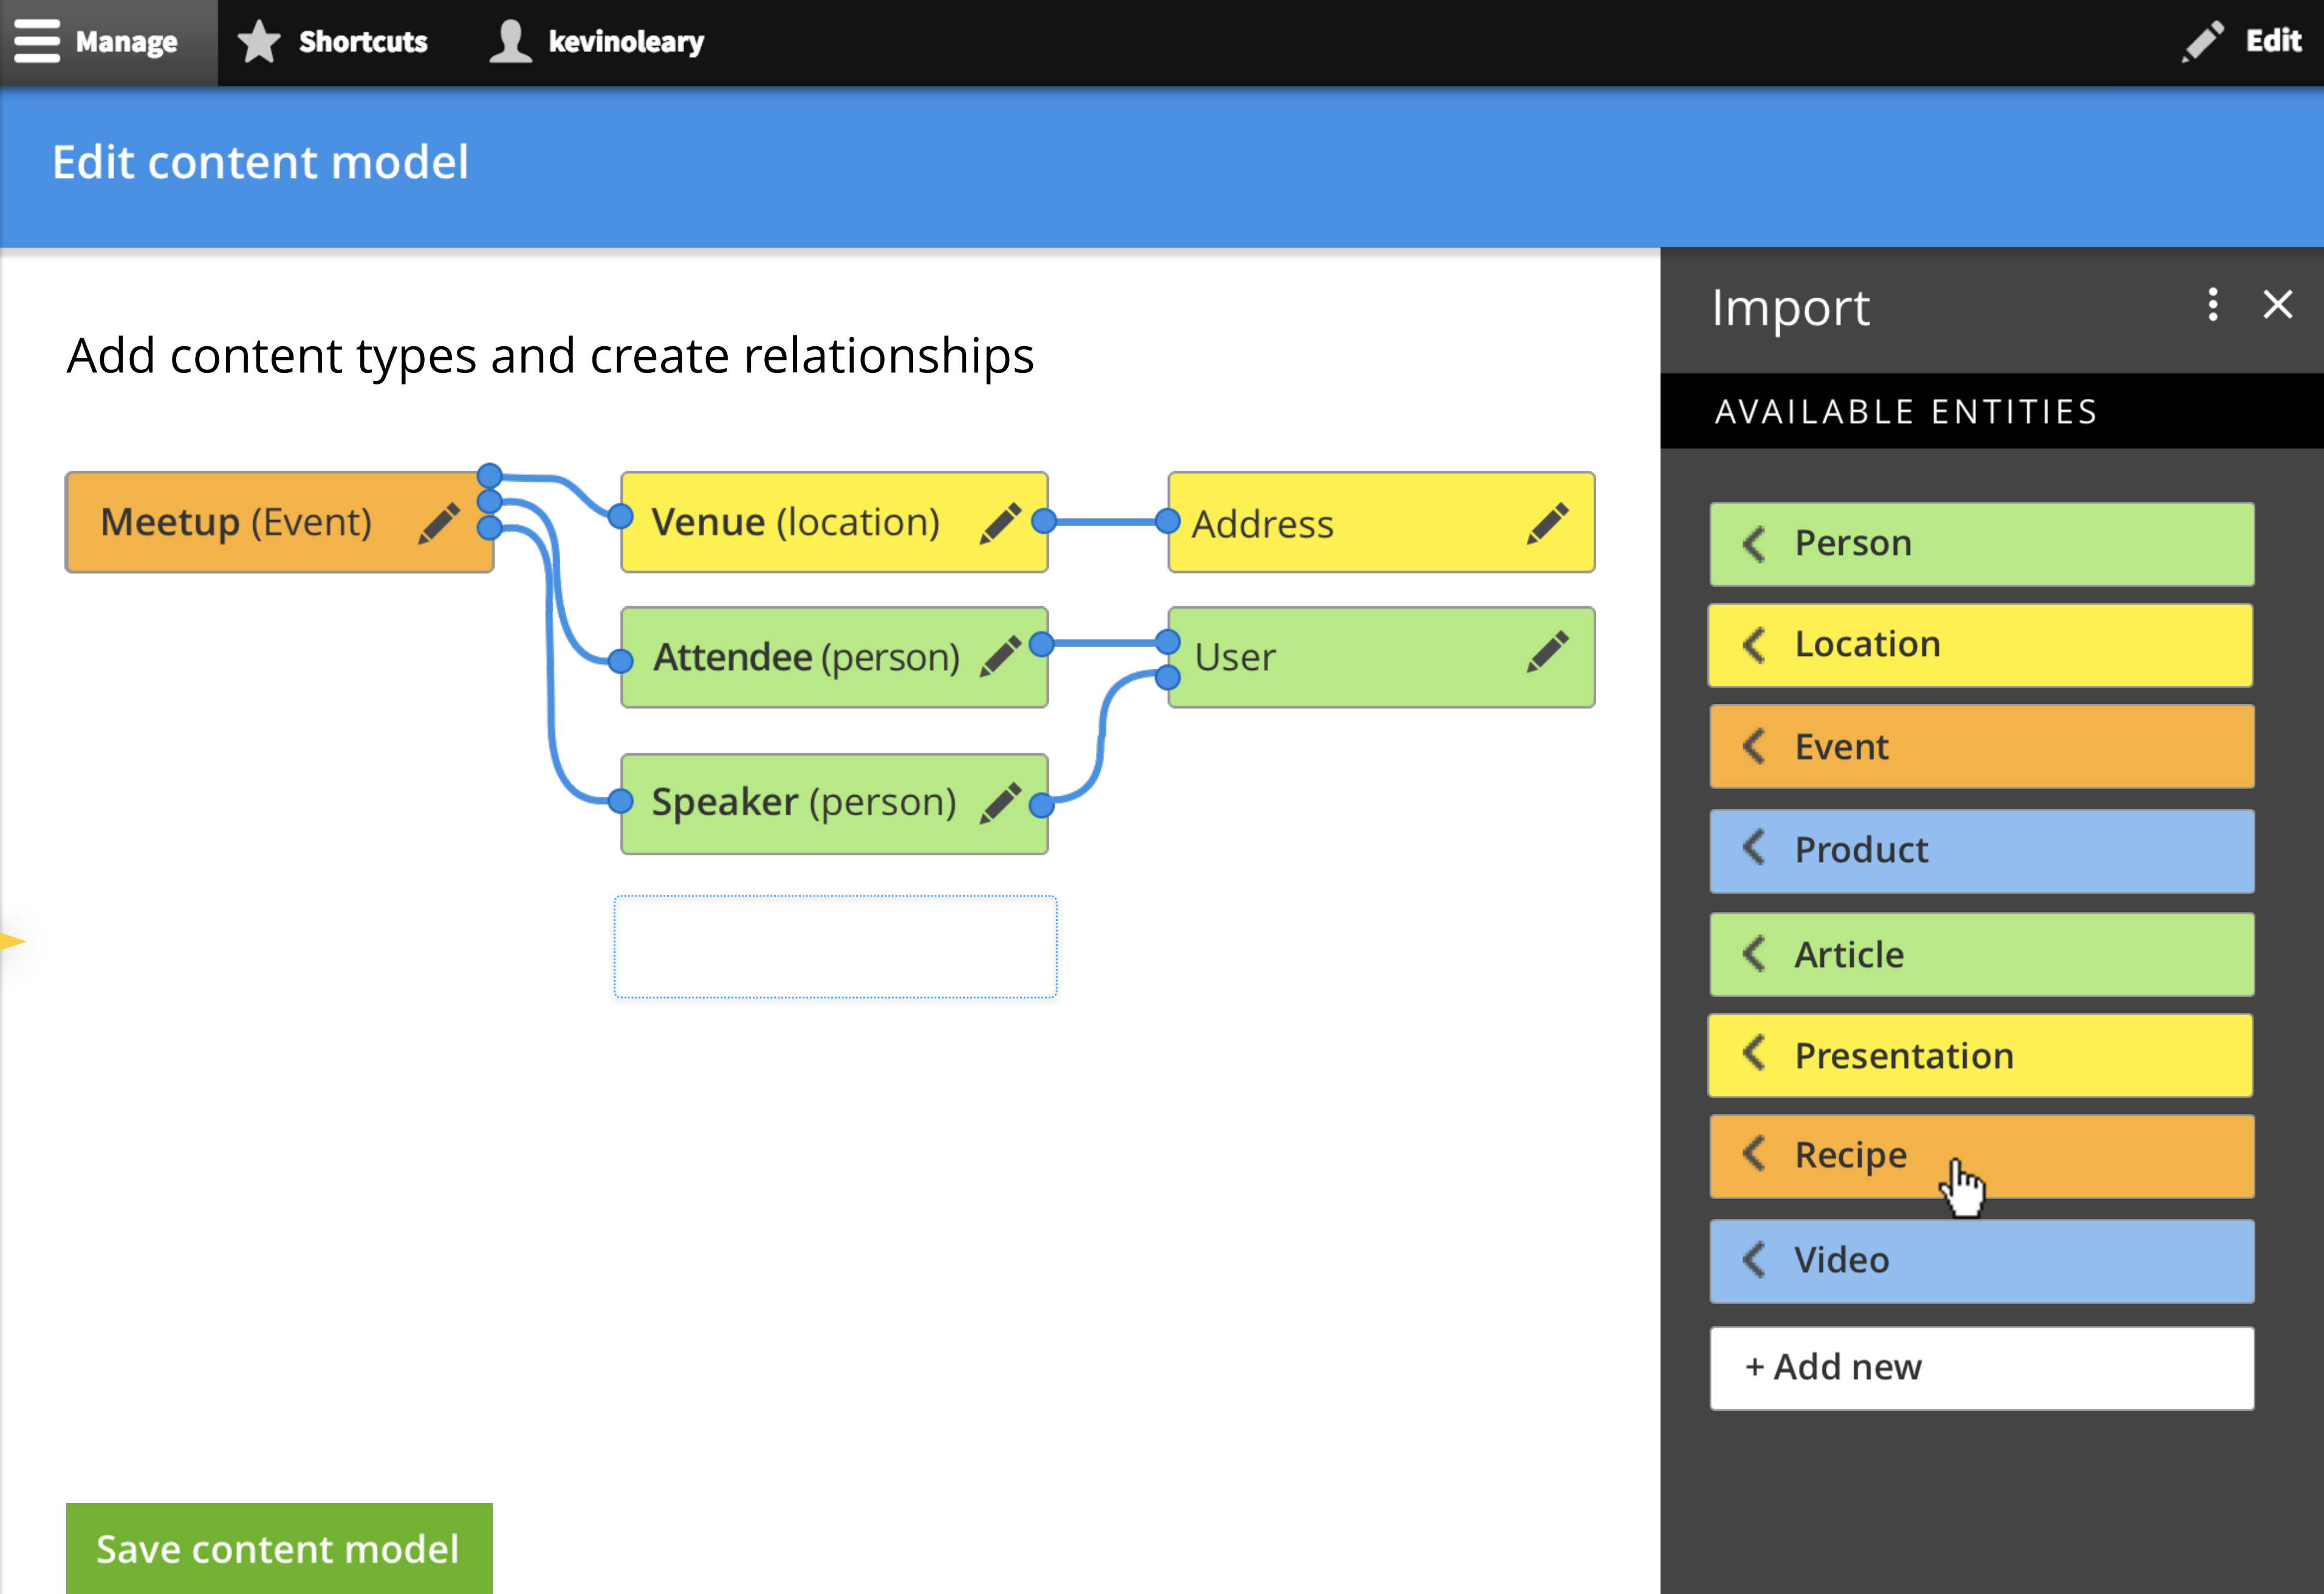 Manage Shortcuts kevinoleary Edit
Edit content model
Add content types and create relationships
Meetup (Event)
Venue (location)
Address
Attendee (person)
User
Speaker (person)
Save content model
Import
AVAILABLE ENTITIES
Person
Location
Event
Product
Article
Presentation
Recipe
Video
+ Add new